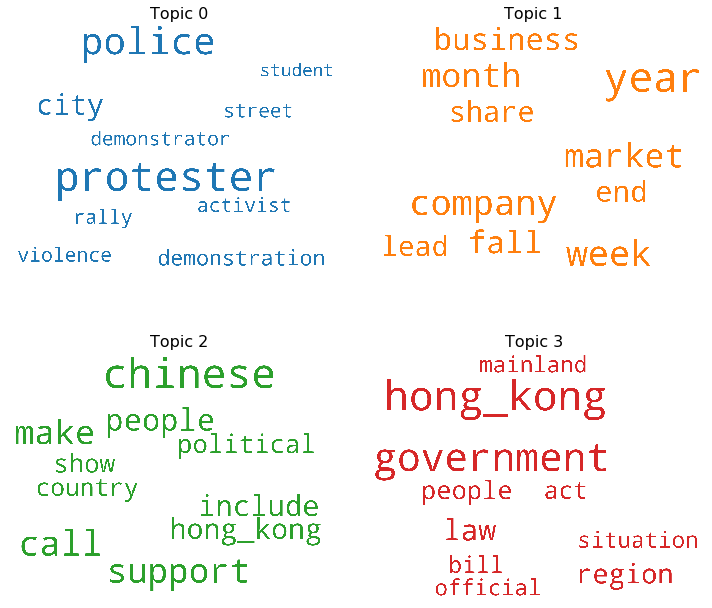 Topic 0
police
student
city
street
demonstrator
protester
activist
rally
violence
demonstration
Topic 1
business
month
year
share
market
end
company
lead
fall
week
Topic 2
chinese
people
make
political
show
country
include
hong_kong
call
support
Topic 3
mainland
hong_kong
government
people
act
law
situation
bill
region
official